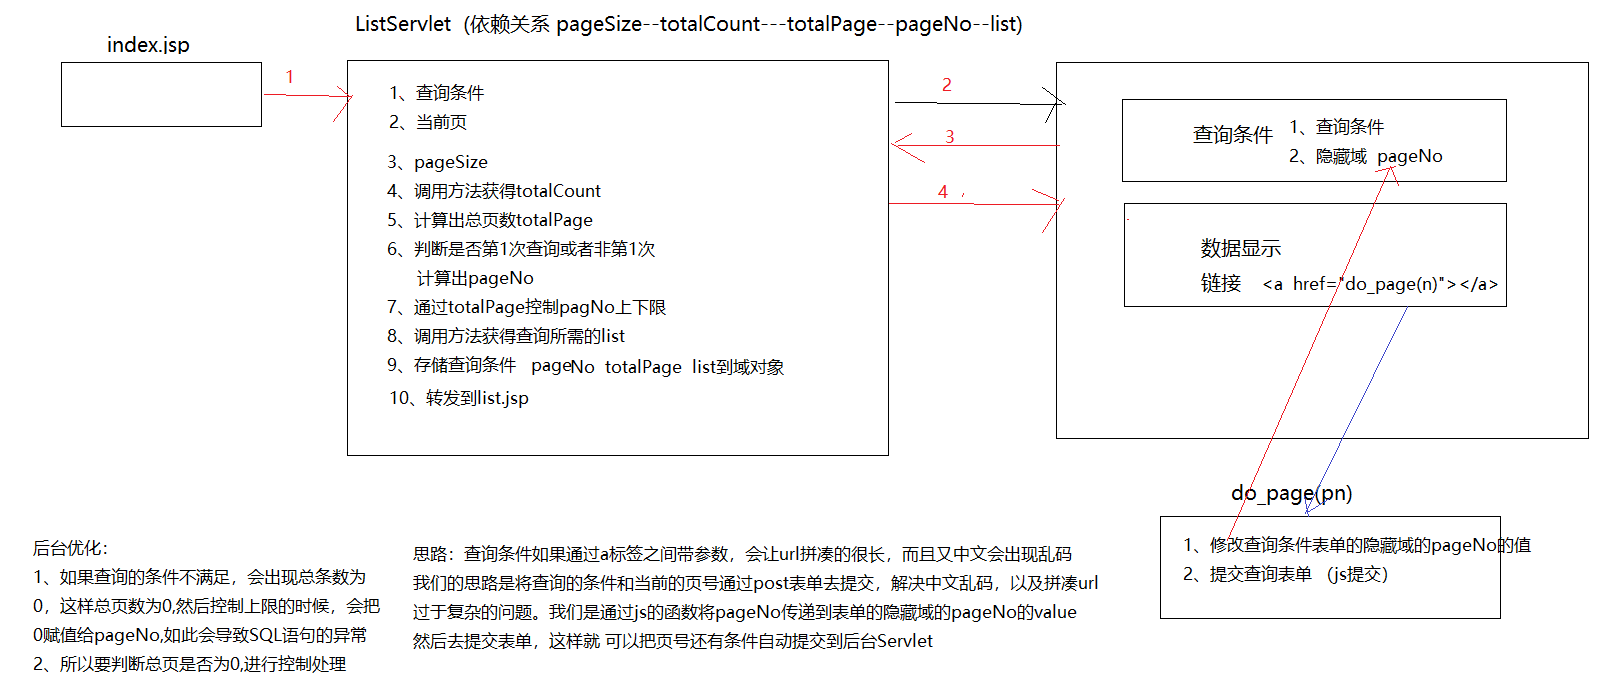 ListServlet (依赖关系 pageSize--totalCount---totalPage--pageNo--list)
index.jsp
1
1、查询条件
2、当前页
3、pageSize
4、调用方法获得totalCount
5、计算出总页数totalPage
6、判断是否第1次查询或者非第1次
计算出pageNo
7、通过totalPage控制pagNo上下限
8、调用方法获得查询所需的list
9、存储查询条件 pageNo totalPage list到域对象
10、转发到list.jsp
2
3
4
查询条件
1、查询条件
2、隐藏域 pageNo
数据显示
链接 <a href="do_page(n)"></a>
do_page(pn)
1、修改查询条件表单的隐藏域的pageNo的值
2、提交查询表单 （js提交）
后台优化：
1、如果查询的条件不满足，会出现总条数为
0，这样总页数为0,然后控制上限的时候，会把
0赋值给pageNo,如此会导致SQL语句的异常
2、所以要判断总页是否为0,进行控制处理
思路：查询条件如果通过a标签之间带参数，会让url拼凑的很长，而且又中文会出现乱码
我们的思路是将查询的条件和当前的页号通过post表单去提交，解决中文乱码，以及拼凑url
过于复杂的问题。我们是通过js的函数将pageNo传递到表单的隐藏域的pageNo的value
然后去提交表单，这样就 可以把页号还有条件自动提交到后台Servlet